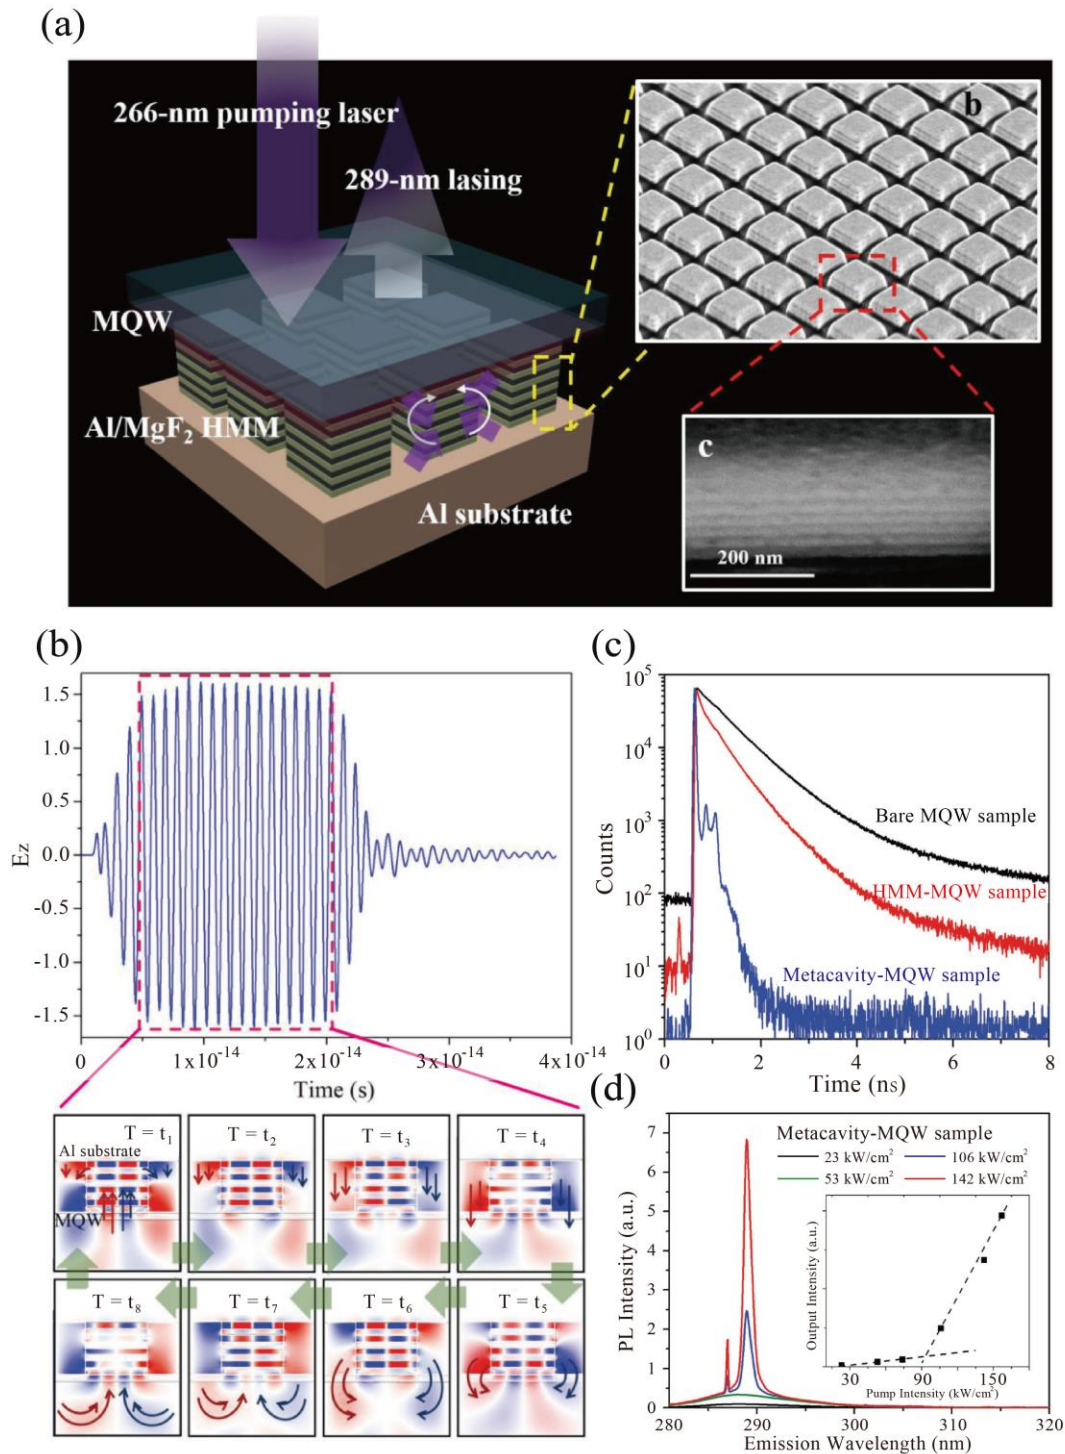 (a)
266-nm pumping laser
289-nm lasing
MQW
Al/MgF₂ HMM
Al substrate
b
c
200 nm
(b)
1.5
1.0
0.5
0.0
-0.5
-1.0
-1.5
Ez
0
1x10⁻¹⁴
2x10⁻¹⁴
3x10⁻¹⁴
4x10⁻¹⁴
Time (s)
T = t₁
Al substrate
MQW
T = t₂
T = t₃
T = t₄
T = t₈
T = t₇
T = t₆
T = t₅
(c)
10⁵
10⁴
10³
10²
10¹
10⁰
Counts
Bare MQW sample
HMM-MQW sample
Metacavity-MQW sample
0
2
4
6
8
Time (ns)
(d)
7
6
5
4
3
2
1
0
PL Intensity (a.u.)
Metacavity-MQW sample
23 kW/cm²
106 kW/cm²
53 kW/cm²
142 kW/cm²
Output Intensity (a.u.)
30
90
150
Pump Intensity (kW/cm²)
280
290
300
310
320
Emission Wavelength (nm)